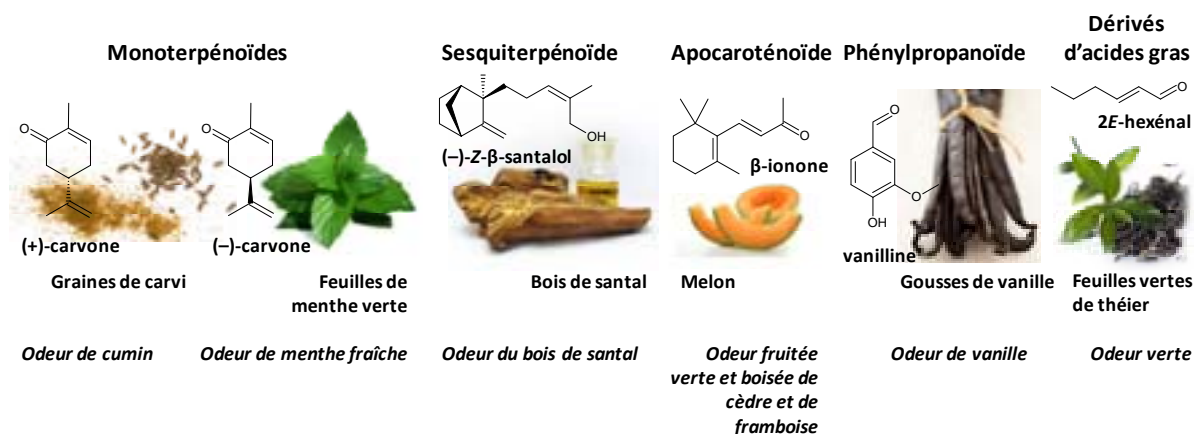 Monoterpénoïdes
Sesquiterpénoïde
Apocaroténoïde
Phénylpropanoïde
Dérivés
d’acides gras
O
(+)-carvone
O
(–)-carvone
OH
(–)-Z-β-santalol
O
β-ionone
O
O
OH
vanilline
O
2E-hexénal
Graines de carvi
Feuilles de
menthe verte
Bois de santal
Melon
Gousses de vanille
Feuilles vertes
de théier
Odeur de cumin
Odeur de menthe fraîche
Odeur du bois de santal
Odeur fruitée
verte et boisée de
cèdre et de
framboise
Odeur de vanille
Odeur verte